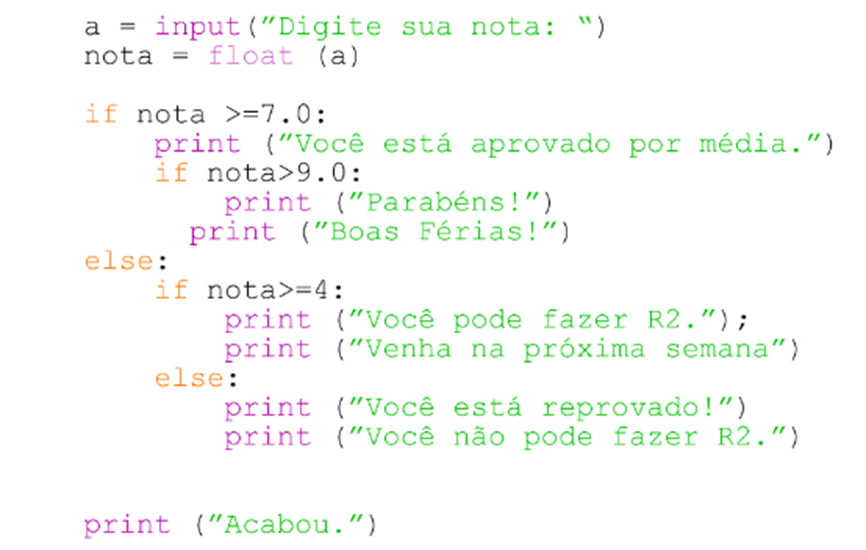 a = input(”Digite sua nota: “)
nota = float (a)
if nota >=7.0:
print (”Você está aprovado por média.”)
if nota>9.0:
print (”Parabéns!”)
print (”Boas Férias!”)
else:
if nota>=4:
print (”Você pode fazer R2.”);
print (”Venha na próxima semana”)
else:
print (”Você está reprovado!”)
print (”Você não pode fazer R2.”)
print (”Acabou.”)